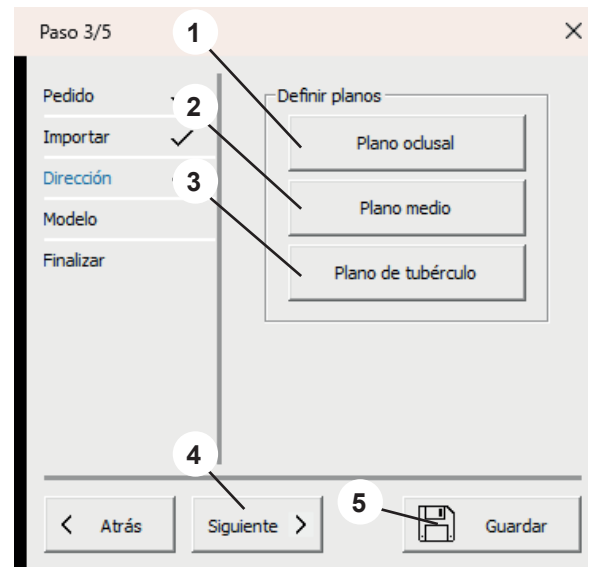 Paso 3/5
1
Pedido
Definir planos
2
Importar
Plano oclusal
Dirección
3
Plano medio
Modelo
Finalizar
Plano de tubérculo
4
5
Atrás
Siguiente
Guardar